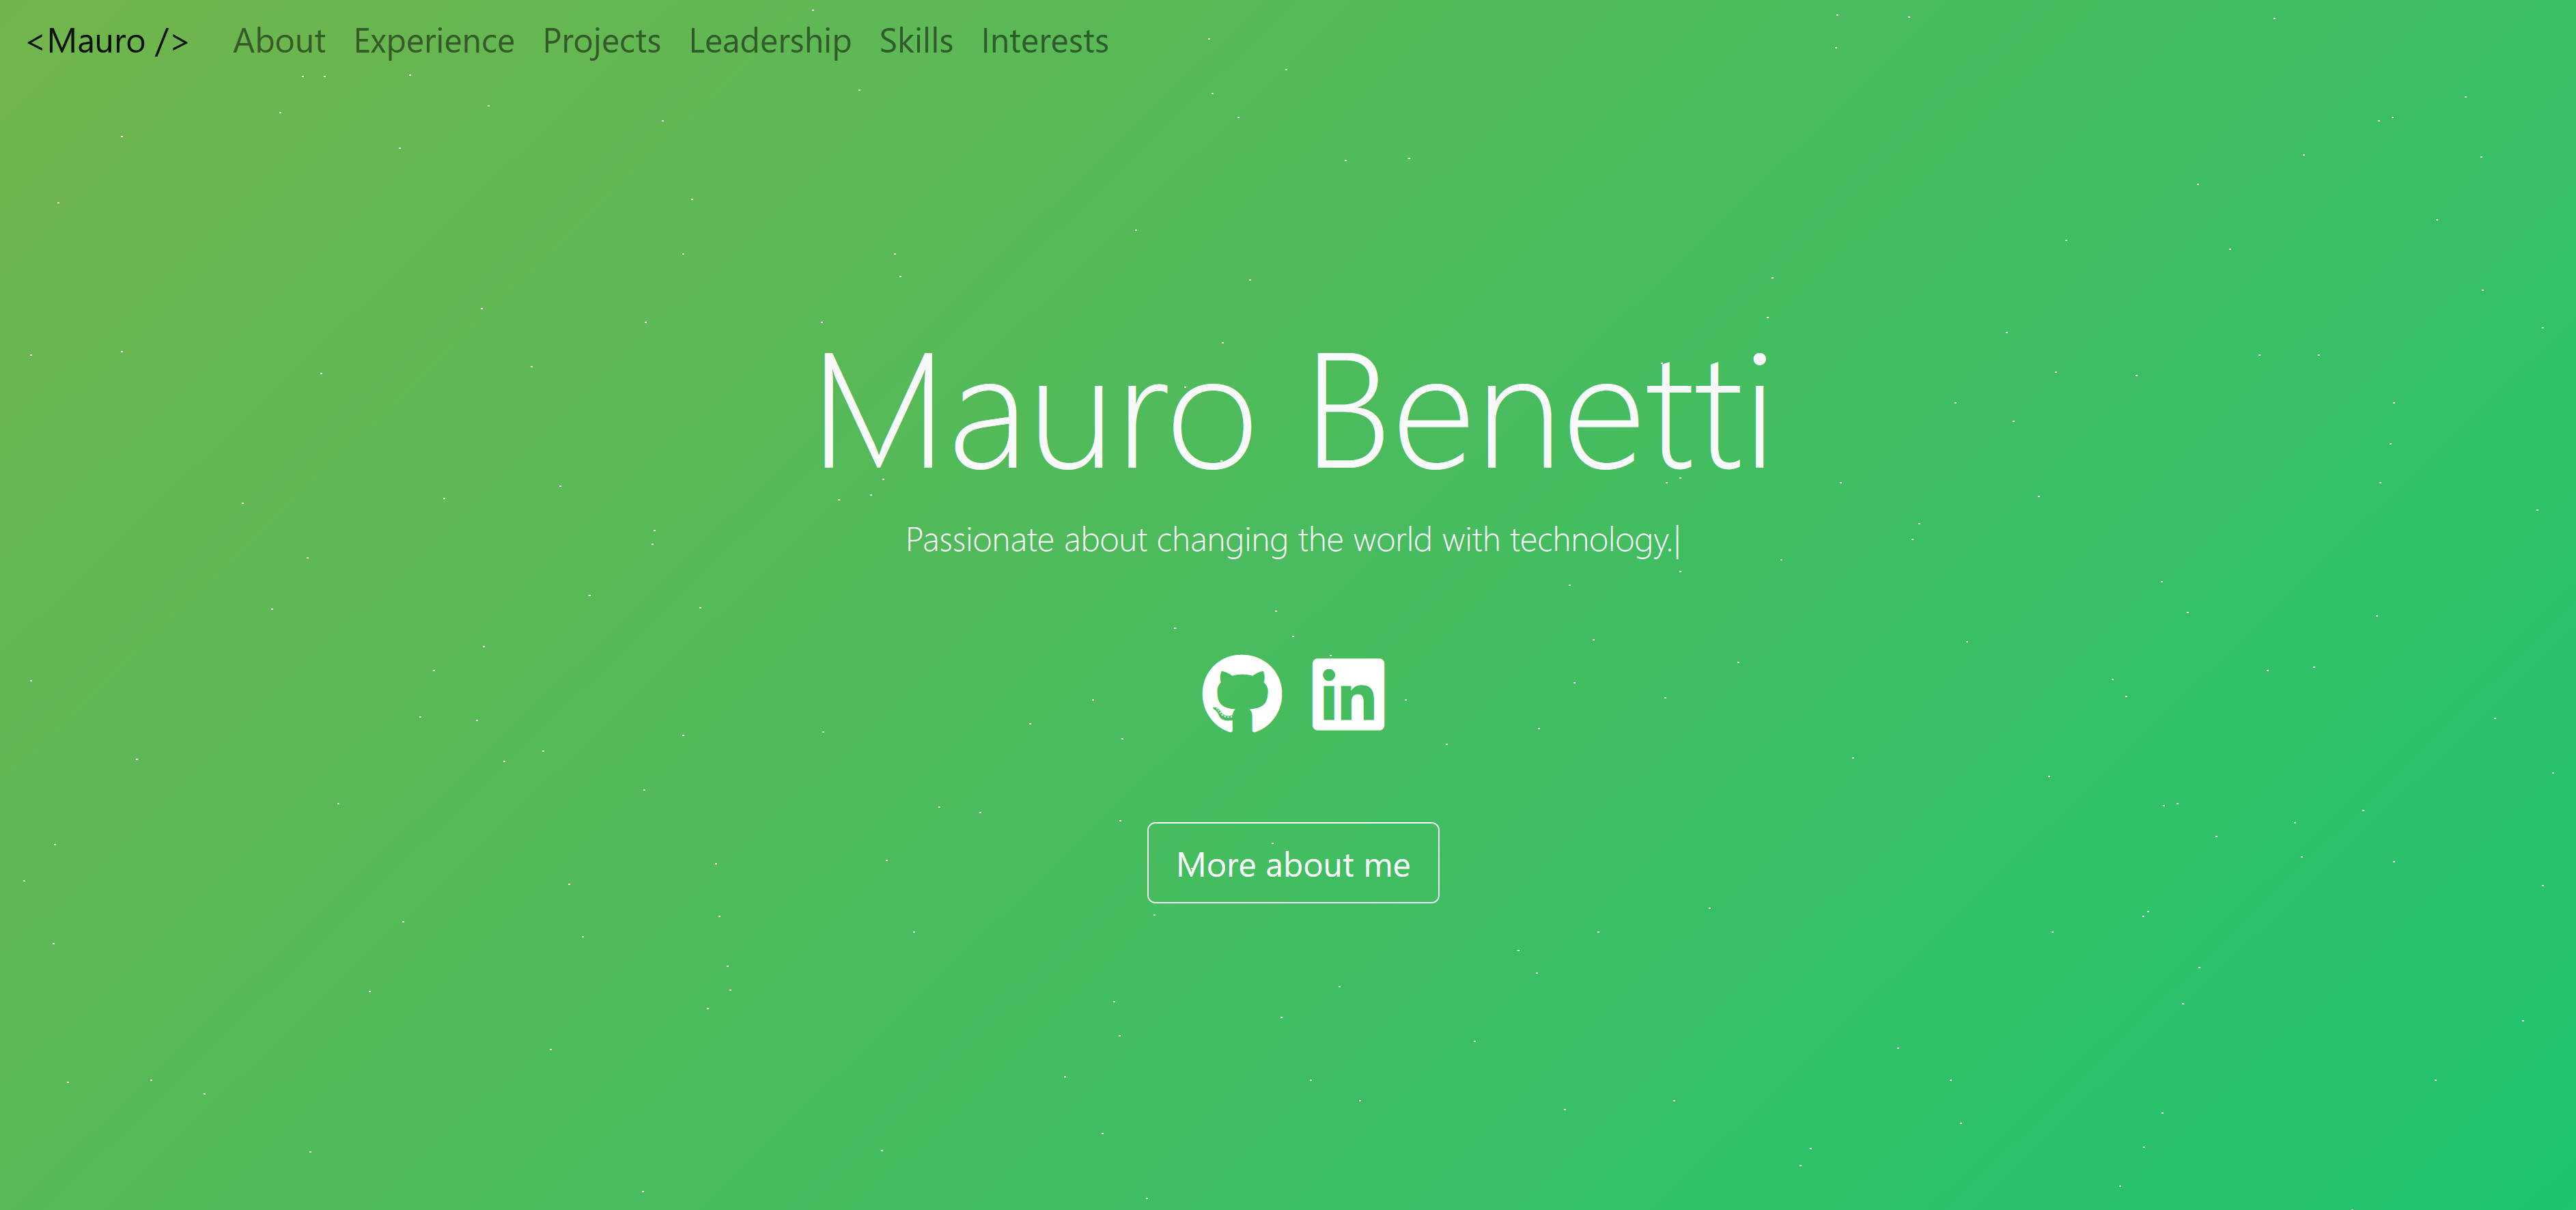 <Mauro /> About Experience Projects Leadership Skills Interests
Mauro Benetti
Passionate about changing the world with technology.|
in
More about me